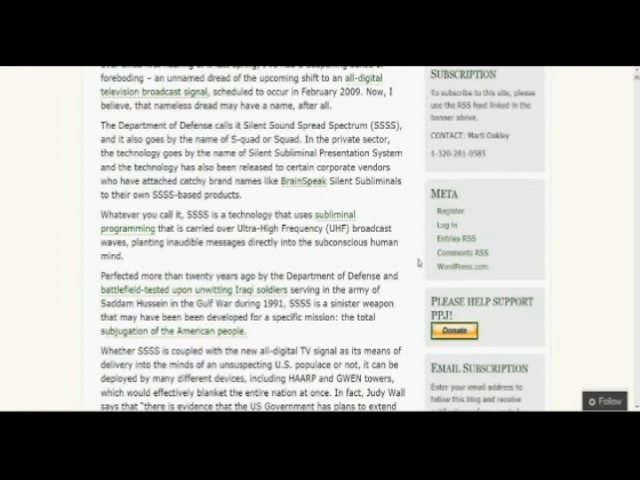 foreboding – an unnamed dread of the upcoming shift to an all-digital
television broadcast signal, scheduled to occur in February 2009. Now, I
believe, that nameless dread may have a name, after all.
The Department of Defense calls it Silent Sound Spread Spectrum (SSSS),
and it also goes by the name of S-quad or Squad. In the private sector,
the technology goes by the name of Silent Subliminal Presentation System
and the technology has also been released to certain corporate vendors
who have attached catchy brand names like BrainSpeak Silent Subliminals
to their own SSSS-based products.
Whatever you call it, SSSS is a technology that uses subliminal
programming that is carried over Ultra-High Frequency (UHF) broadcast
waves, planting inaudible messages directly into the subconscious human
mind.
Perfected more than twenty years ago by the Department of Defense and
battlefield-tested upon unwitting Iraqi soldiers serving in the army of
Saddam Hussein in the Gulf War during 1991, SSSS is a sinister weapon
that may have been been developed for a specific mission: the total
subjugation of the American people.
Whether SSSS is coupled with the new all-digital TV signal as its means of
delivery into the minds of an unsuspecting U.S. populace or not, it can be
deployed by many different devices, including HAARP and GWEN towers,
which would effectively blanket the entire nation at once. In fact, Judy Wall
says that "there is evidence that the US Government has plans to extend
Subscription
To subscribe to this site, please
use the RSS feed linked in the
banner above.
CONTACT: Marti Oakley
1-320-281-0585
Meta
Register
Log in
Entries RSS
Comments RSS
WordPress.com
Please help support
PPJ!
Donate
Email Subscription
Enter your email address to
follow this blog and receive
Follow